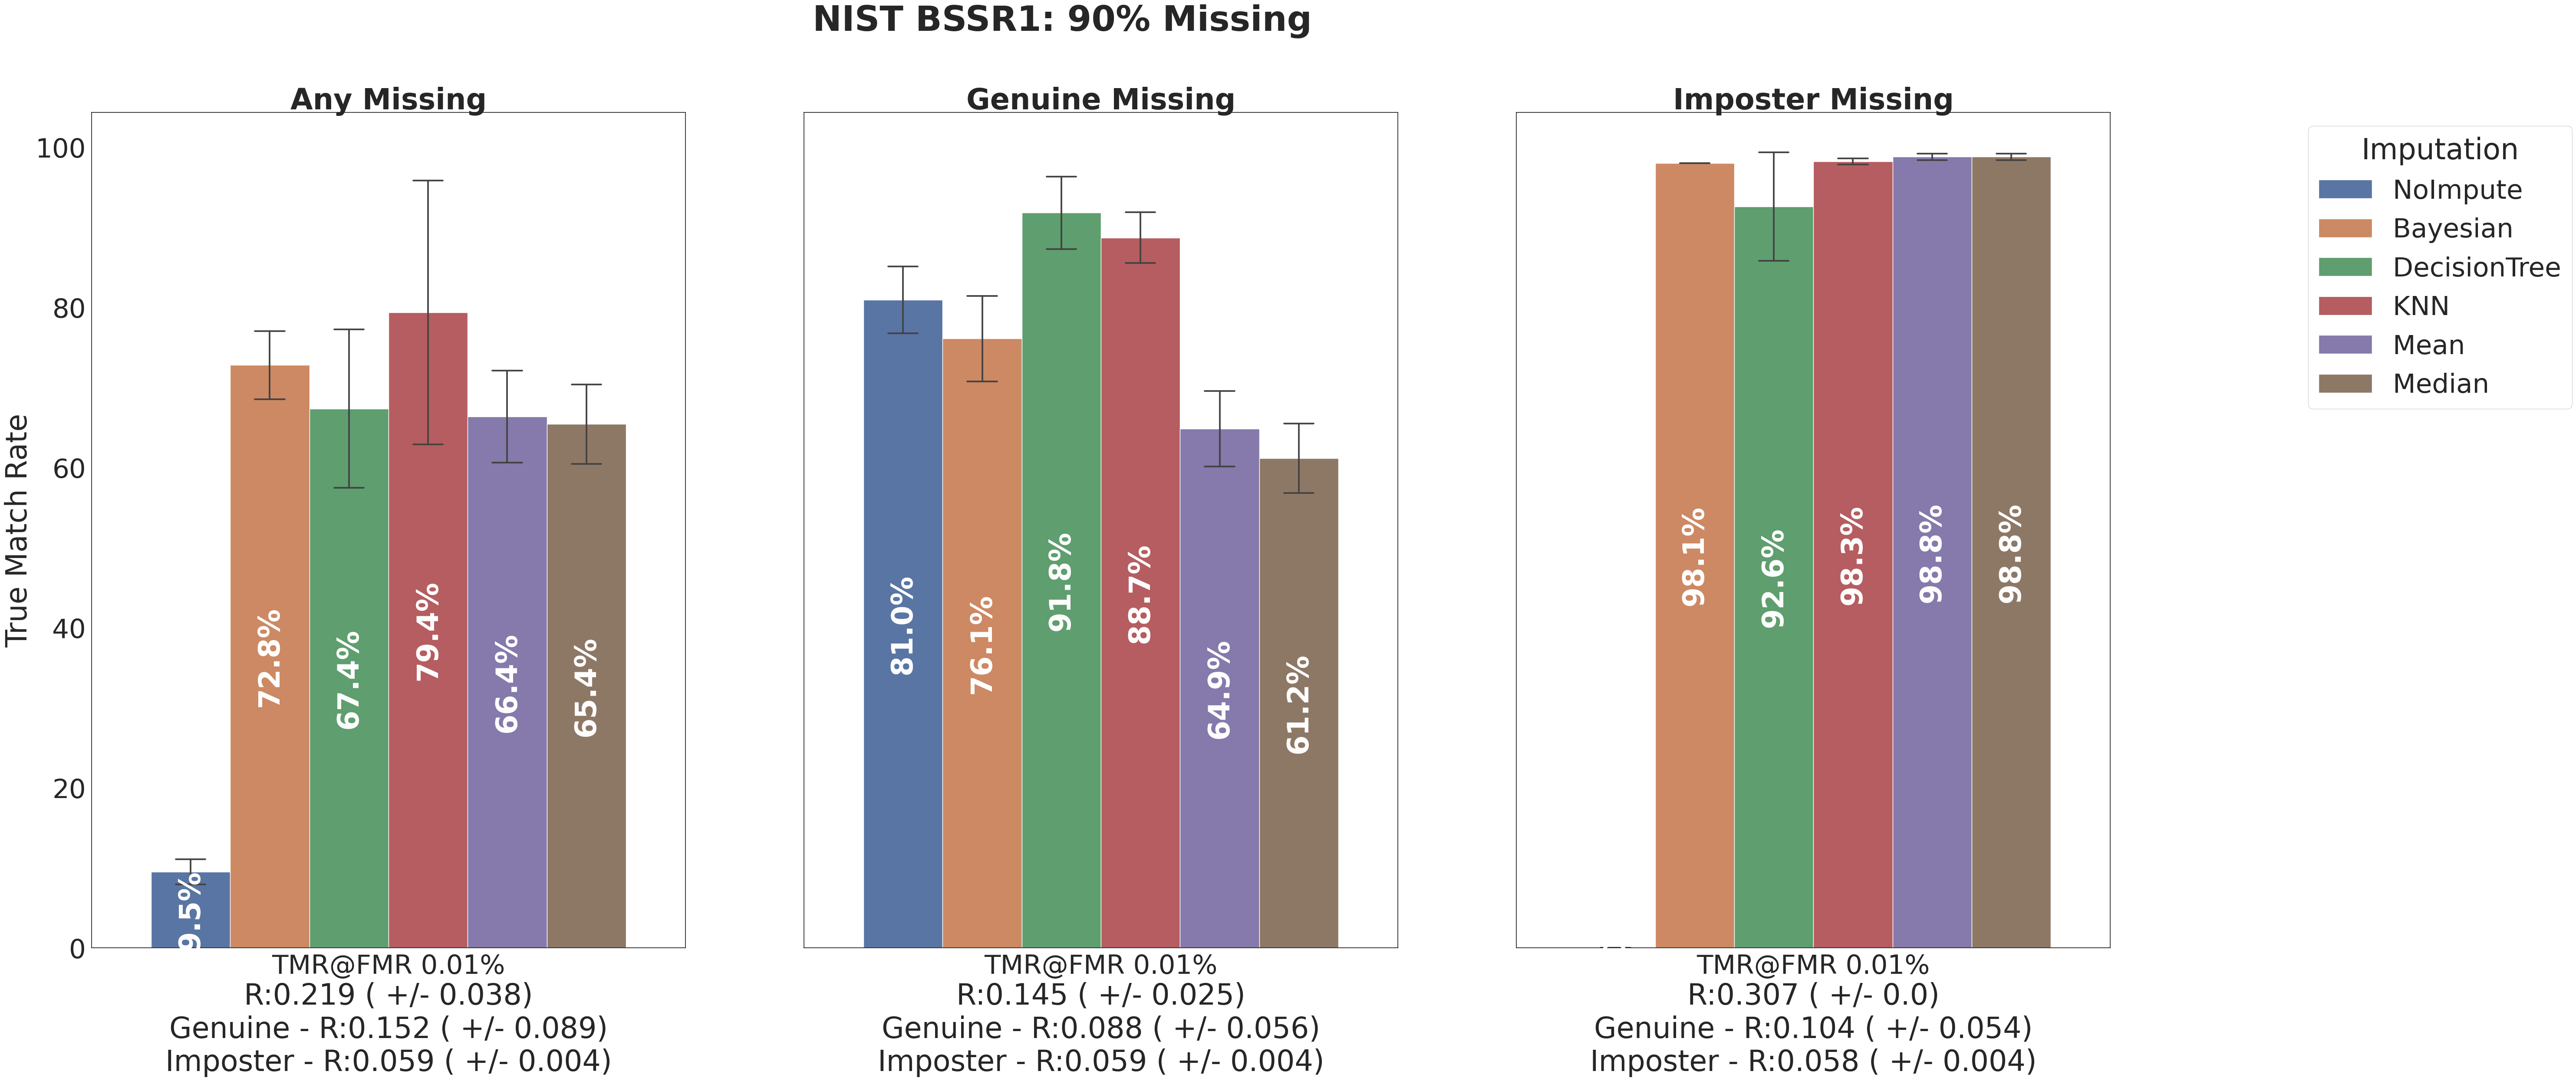 NIST BSSR1: 90% Missing
Any Missing
Genuine Missing
Imposter Missing
True Match Rate
100
80
60
40
20
0
9.5%
72.8%
67.4%
79.4%
66.4%
65.4%
81.0%
76.1%
91.8%
88.7%
64.9%
61.2%
98.1%
92.6%
98.3%
98.8%
98.8%
TMR@FMR 0.01%
R:0.219 ( +/- 0.038)
Genuine - R:0.152 ( +/- 0.089)
Imposter - R:0.059 ( +/- 0.004)
TMR@FMR 0.01%
R:0.145 ( +/- 0.025)
Genuine - R:0.088 ( +/- 0.056)
Imposter - R:0.059 ( +/- 0.004)
TMR@FMR 0.01%
R:0.307 ( +/- 0.0)
Genuine - R:0.104 ( +/- 0.054)
Imposter - R:0.058 ( +/- 0.004)
Imputation
NoImpute
Bayesian
DecisionTree
KNN
Mean
Median